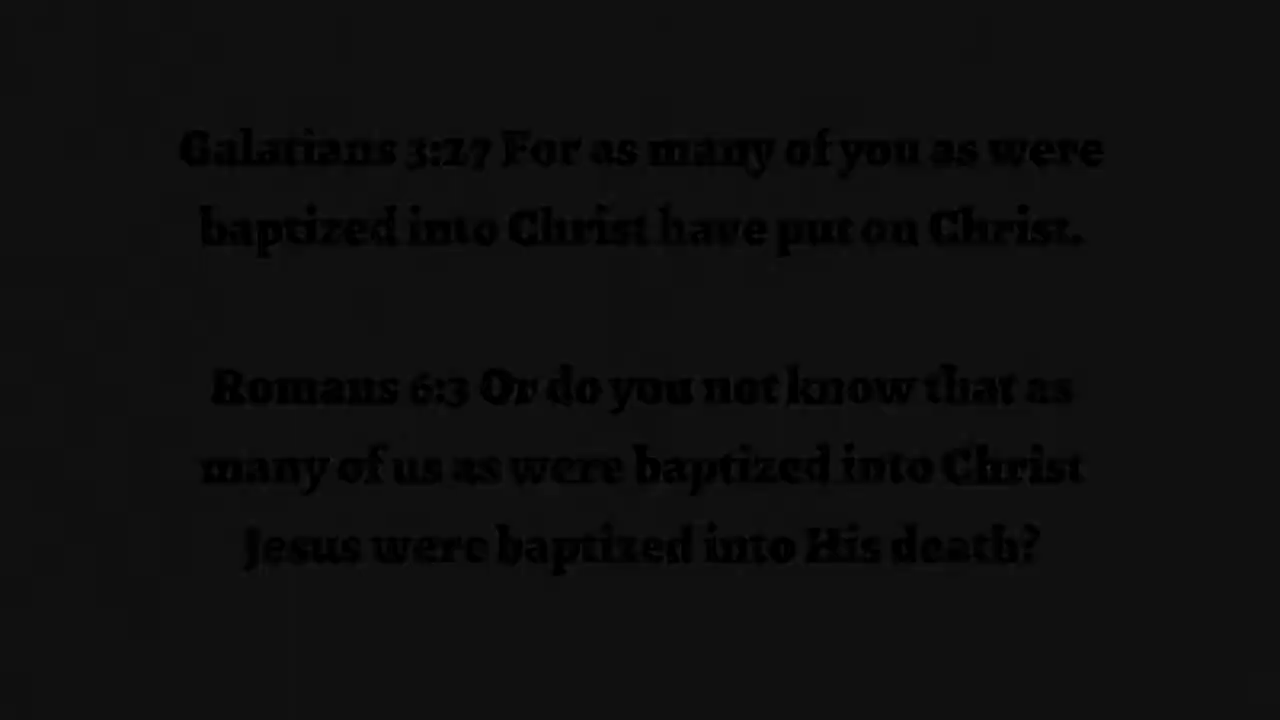 Galatians 3:27 For as many of you as were
baptized into Christ have put on Christ.
Romans 6:3 Or do you not know that as
many of us as were baptized into Christ
Jesus were baptized into His death?